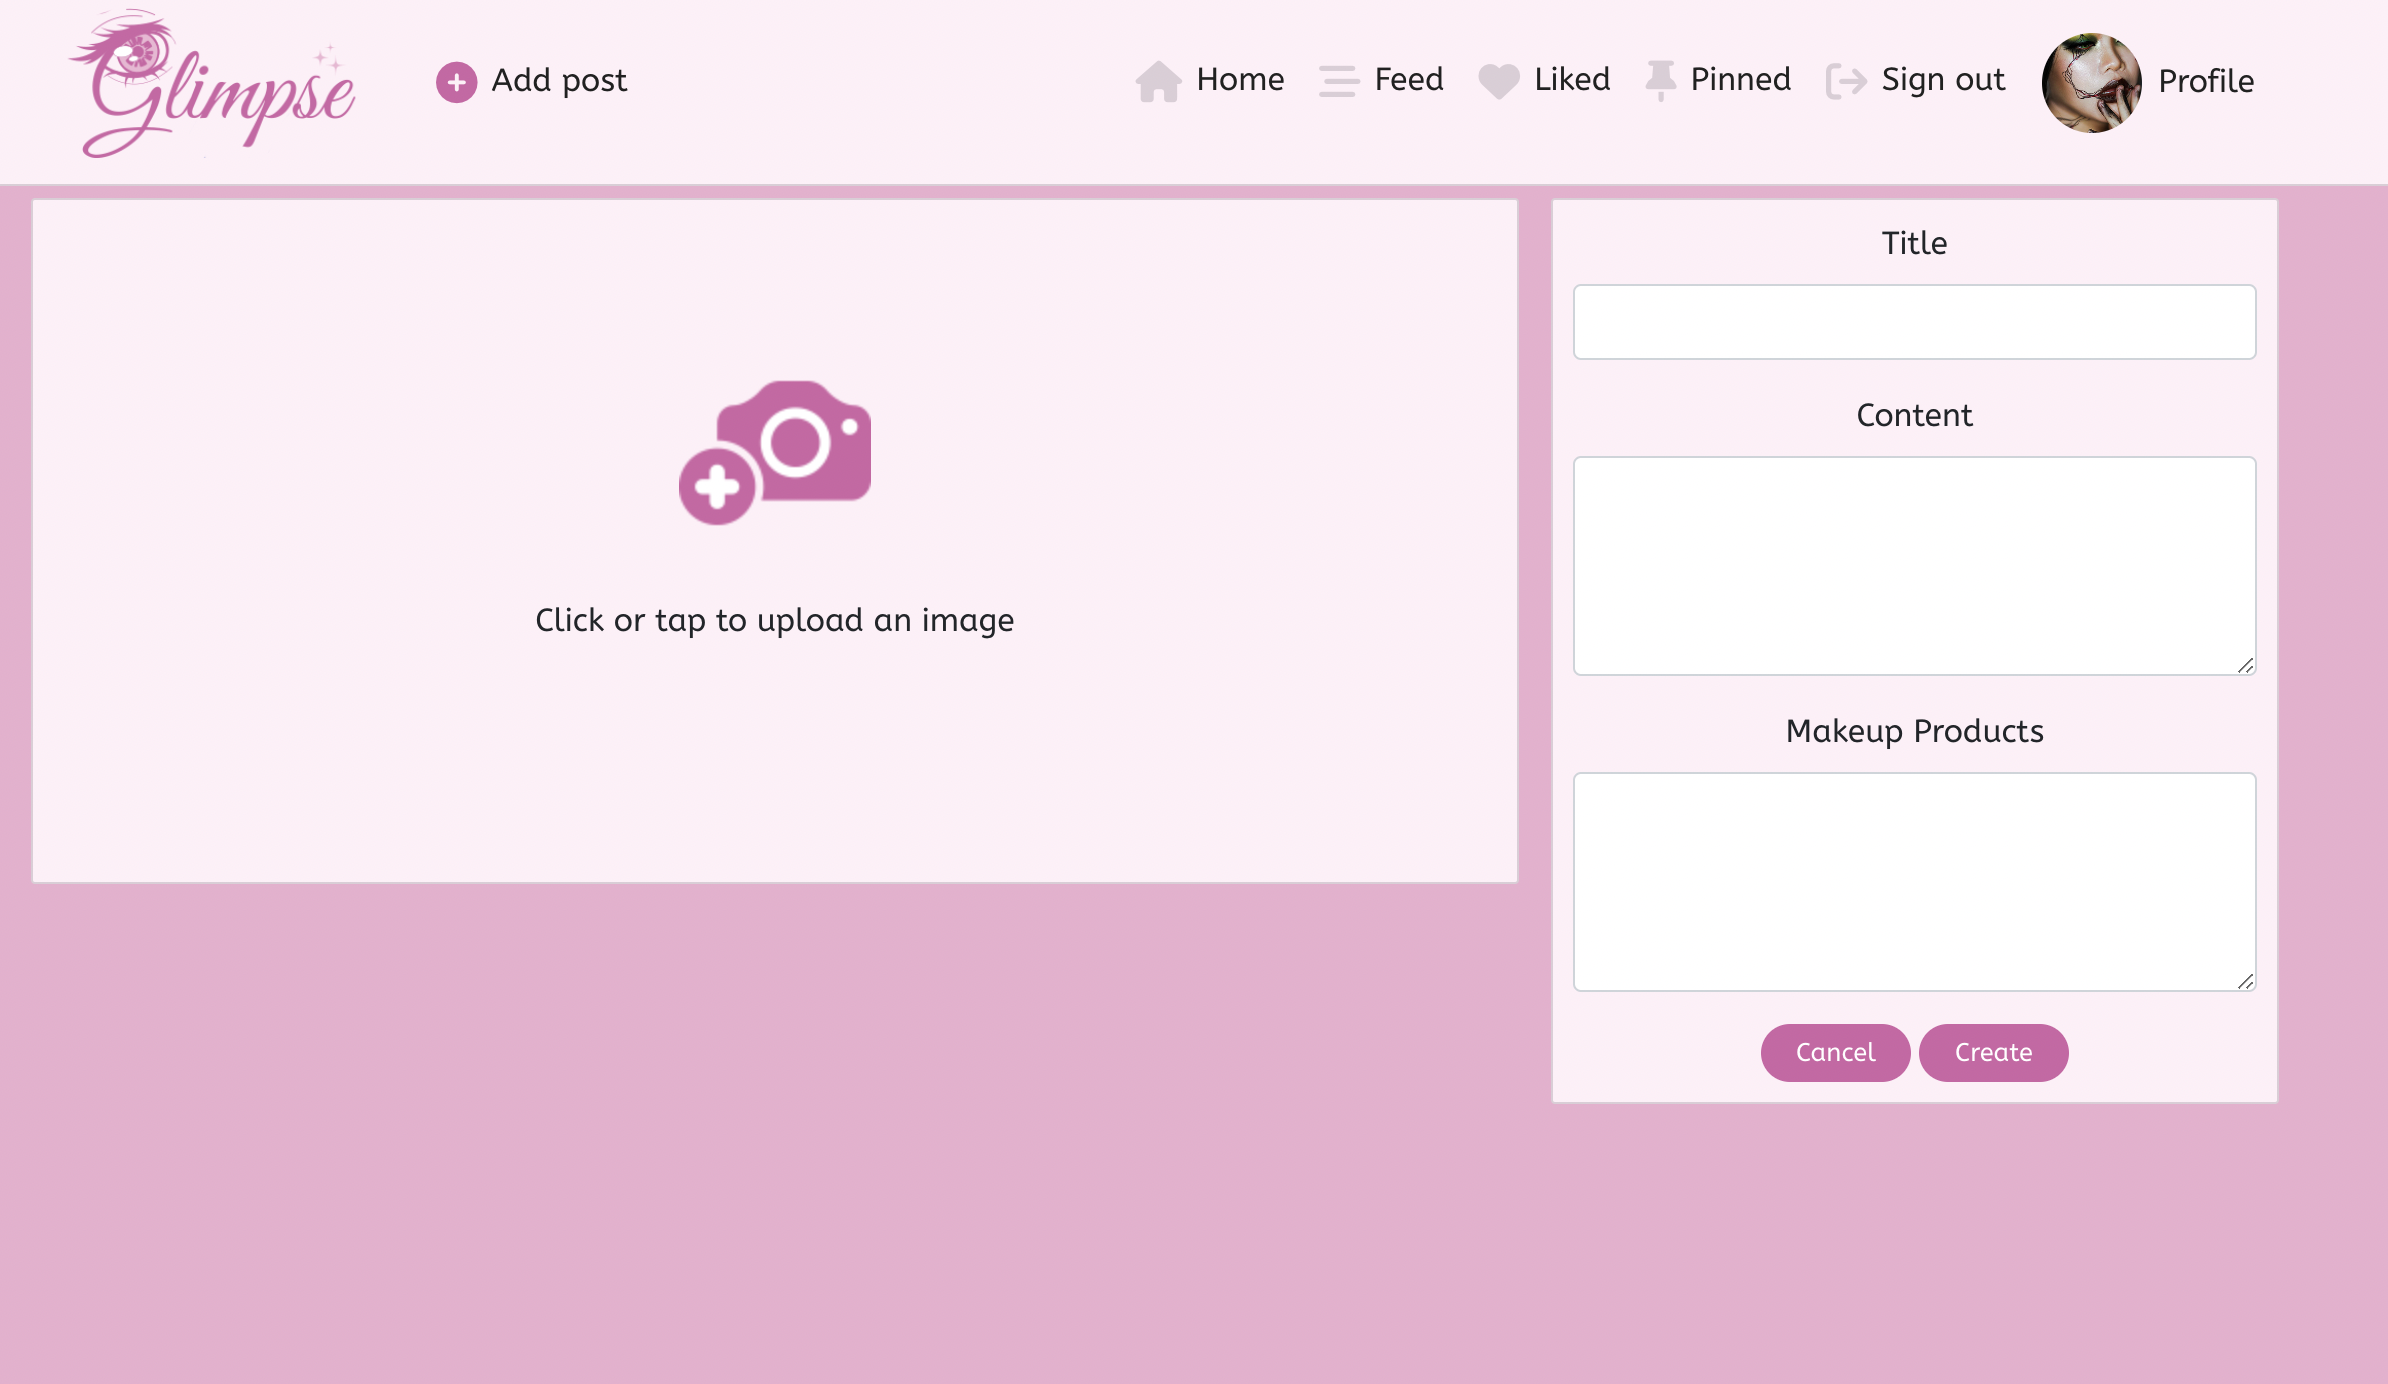 Glimpse
Add post
Home
Feed
Liked
Pinned
Sign out
Profile
Click or tap to upload an image
Title
Content
Makeup Products
Cancel
Create